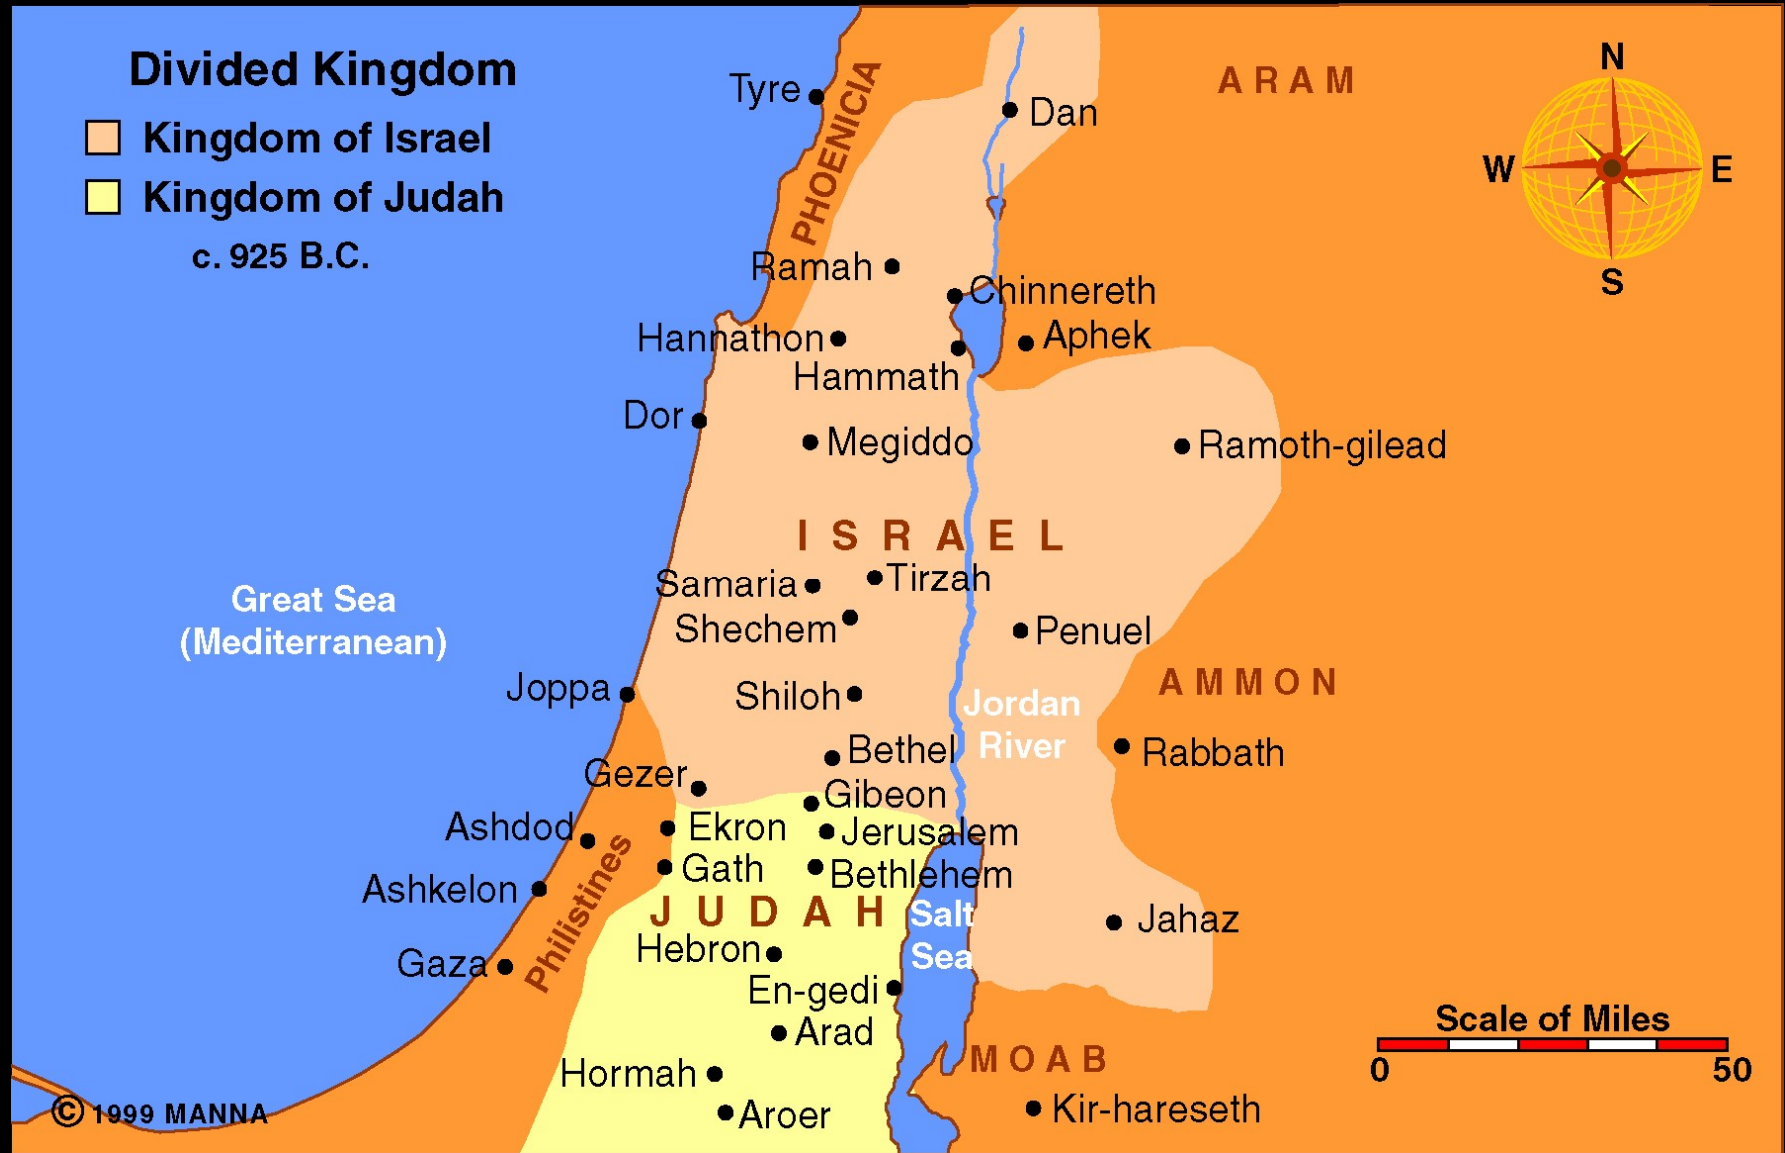 Divided Kingdom
Kingdom of Israel
Kingdom of Judah
c. 925 B.C.
N
W
E
S
ARAM
PHOENICIA
Tyre
Dan
Ramah
Chinnereth
Hannathon
Aphek
Hammath
Dor
Megiddo
Ramoth-gilead
ISRAEL
Samaria
Tirzah
Shechem
Penuel
Great Sea
(Mediterranean)
Joppa
Shiloh
Jordan
River
AMMON
Bethel
Rabbath
Gezer
Gibeon
Ashdod
Ekron
Jerusalem
Gath
Bethlehem
Ashkelon
Philistines
JUDAH
Salt
Sea
Jahaz
Hebron
Gaza
En-gedi
Arad
Hormah
MOAB
Aroer
Kir-hareseth
Scale of Miles
0 50
© 1999 MANNA